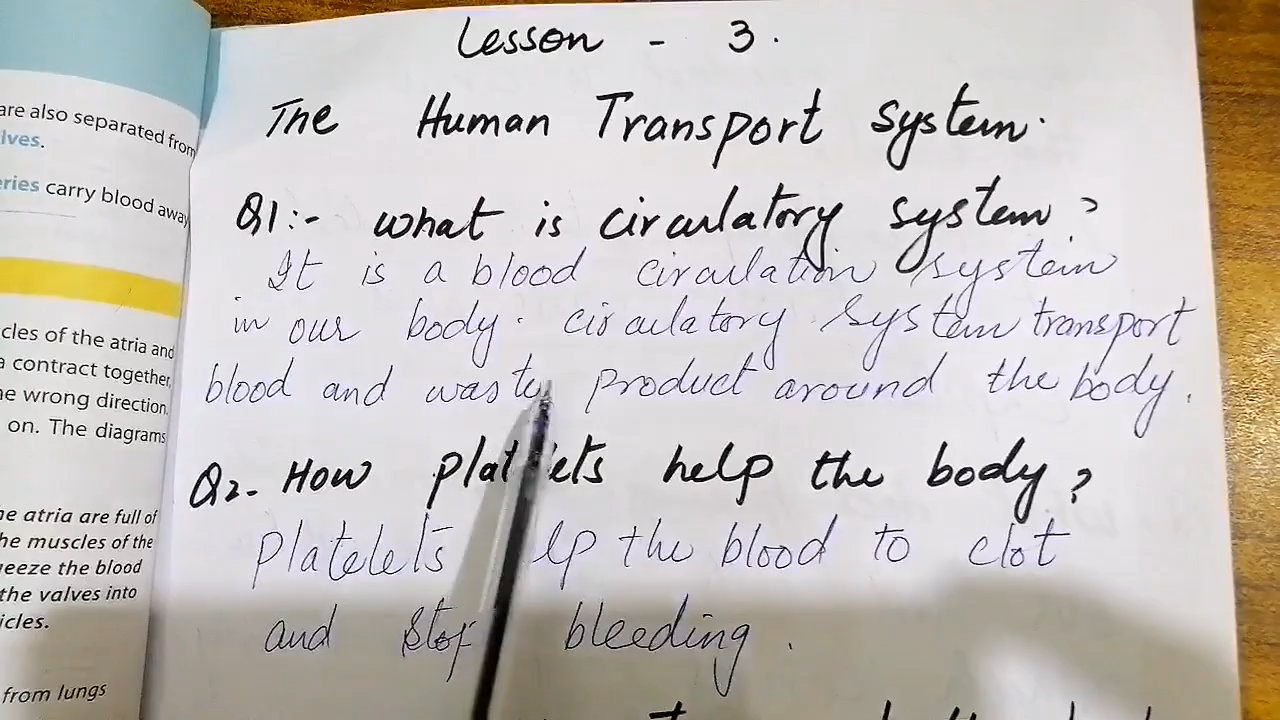 are also separated from
lves.
eries carry blood away
cles of the atria and
a contract together,
he wrong direction.
on. The diagrams
he atria are full of
he muscles of the
ueeze the blood
the valves into
icles.
from lungs
Lesson - 3.
The Human Transport system.
Q1:- what is circulatory system?
It is a blood circulation system
in our body. circulatory system transport
blood and waste product around the body.
Q2- How platelets help the body?
platelets lp the blood to clot
and stop bleeding.